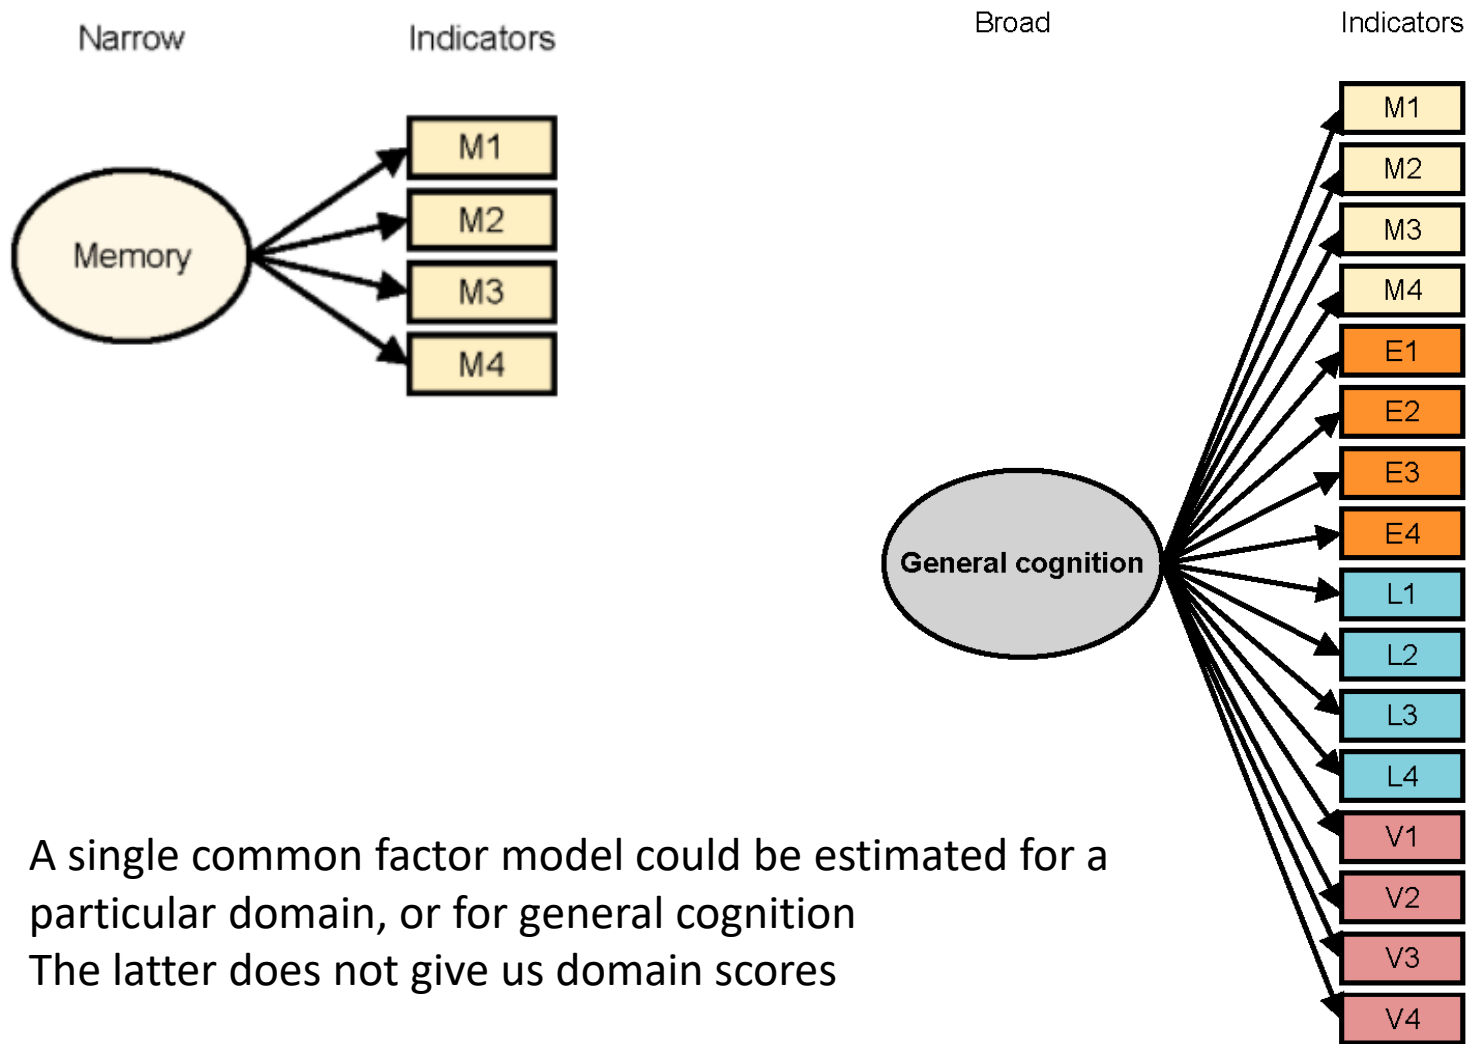 Narrow
Indicators
M1
M2
Memory
M3
M4
Broad
Indicators
M1
M2
M3
M4
E1
E2
E3
E4
General cognition
L1
L2
L3
L4
V1
V2
V3
V4
A single common factor model could be estimated for a
particular domain, or for general cognition
The latter does not give us domain scores